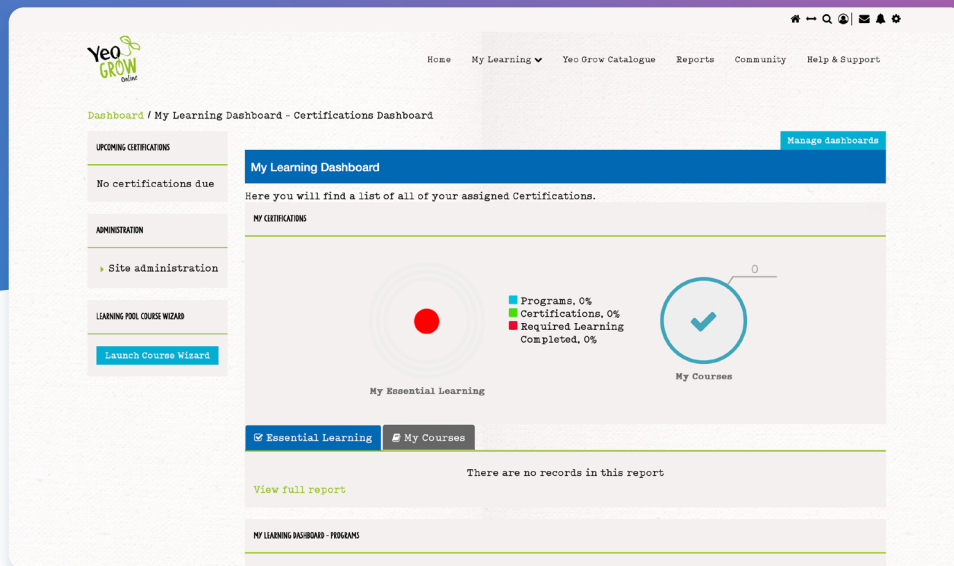 Yeo
GROW
Online
Home My Learning Yeo Grow Catalogue Reports Community Help & Support
Dashboard / My Learning Dashboard - Certifications Dashboard
Manage dashboards
UPCOMING CERTIFICATIONS
No certifications due
ADMINISTRATION
Site administration
LEARNING POOL COURSE WIZARD
Launch Course Wizard
My Learning Dashboard
Here you will find a list of all of your assigned Certifications.
MY CERTIFICATIONS
My Essential Learning
Programs, 0%
Certifications, 0%
Required Learning
Completed, 0%
0
My Courses
Essential Learning
My Courses
There are no records in this report
View full report
MY LEARNING DASHBOARD - PROGRAMS